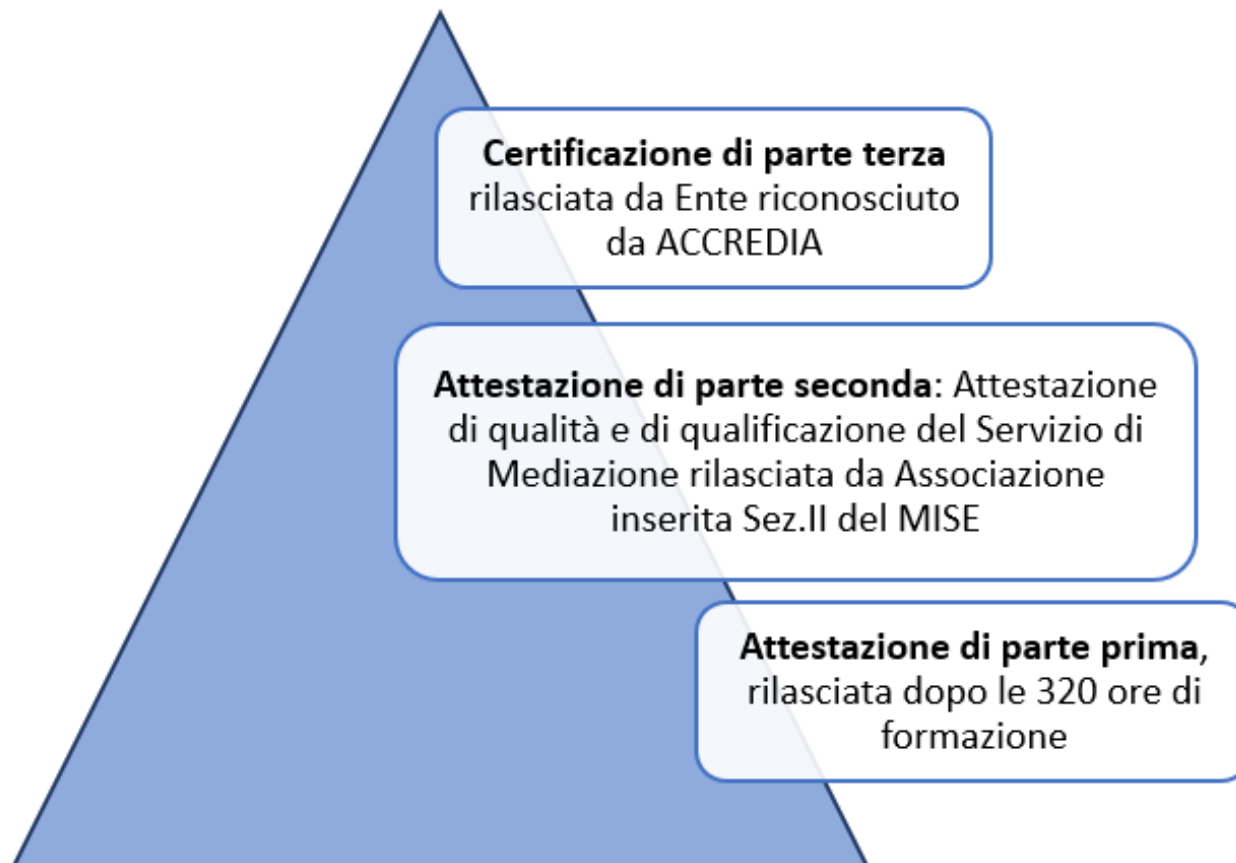 Certificazione di parte terza
rilasciata da Ente riconosciuto
da ACCREDIA
Attestazione di parte seconda: Attestazione
di qualità e di qualificazione del Servizio di
Mediazione rilasciata da Associazione
inserita Sez.II del MISE
Attestazione di parte prima,
rilasciata dopo le 320 ore di
formazione